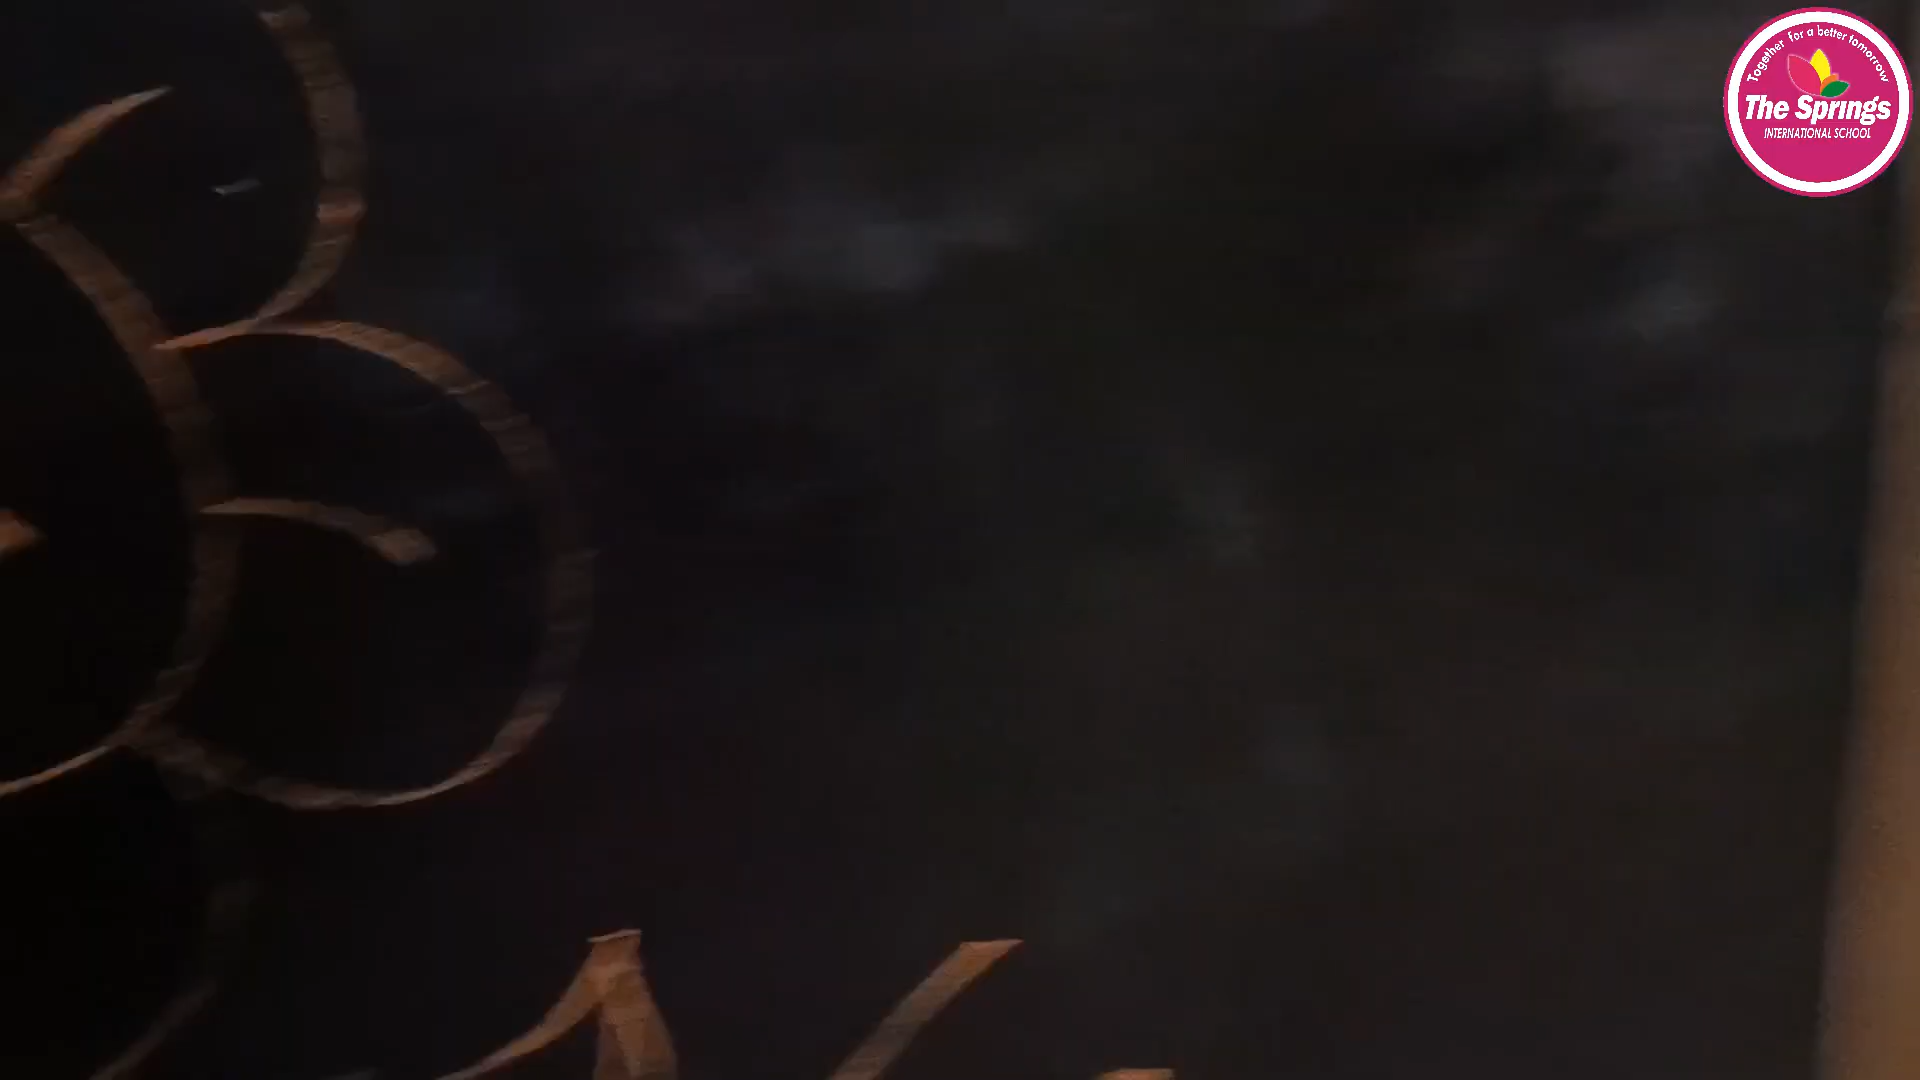 Together for a better tomorrow
The Springs
INTERNATIONAL SCHOOL